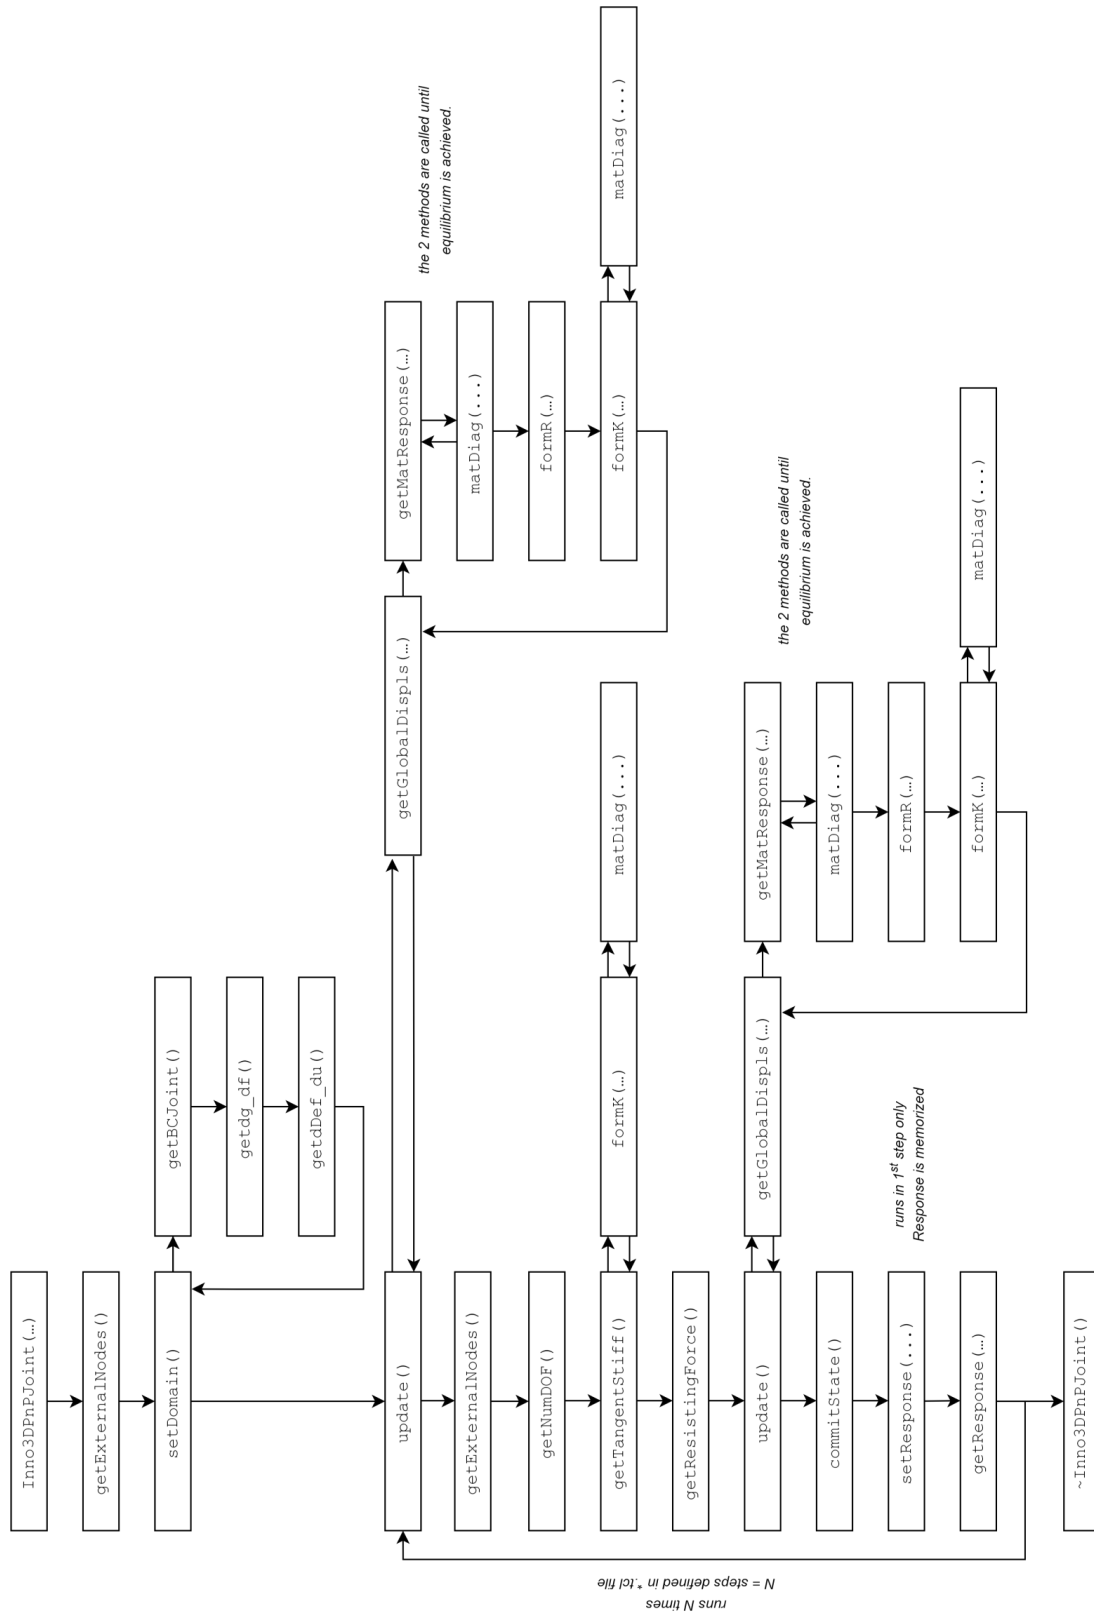 Inno3DPnPJoint(…)
getExternalNodes()
setDomain()
getBCJoint()
getdg_df()
getdDef_du()
update()
getGlobalDispls(…)
getMatResponse(…)
the 2 methods are called until
equilibrium is achieved.
matDiag(...)
formR(…)
formK(…)
matDiag(...)
getExternalNodes()
getNumDOF()
getTangentStiff()
formK(…)
matDiag(...)
getResistingForce()
update()
getGlobalDispls(…)
getMatResponse(…)
the 2 methods are called until
equilibrium is achieved.
matDiag(...)
formR(…)
formK(…)
matDiag(...)
commitState()
setResponse(...)
runs in 1st step only
Response is memorized
getResponse(…)
runs N times
N = steps defined in *.tcl file
~Inno3DPnPJoint()